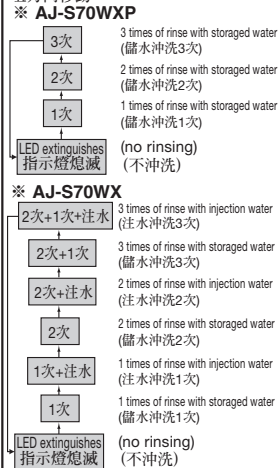 ※ AJ-S70WXP
3次
3 times of rinse with storaged water
(儲水沖洗3次)
2次
2 times of rinse with storaged water
(儲水沖洗2次)
1次
1 times of rinse with storaged water
(儲水沖洗1次)
LED extinguishes
指示燈熄滅
(no rinsing)
(不沖洗)
※ AJ-S70WX
2次+1次+注水
3 times of rinse with injection water
(注水沖洗3次)
2次+1次
3 times of rinse with storaged water
(儲水沖洗3次)
2次+注水
2 times of rinse with injection water
(注水沖洗2次)
2次
2 times of rinse with storaged water
(儲水沖洗2次)
1次+注水
1 times of rinse with injection water
(注水沖洗1次)
1次
1 times of rinse with storaged water
(儲水沖洗1次)
LED extinguishes
指示燈熄滅
(no rinsing)
(不沖洗)